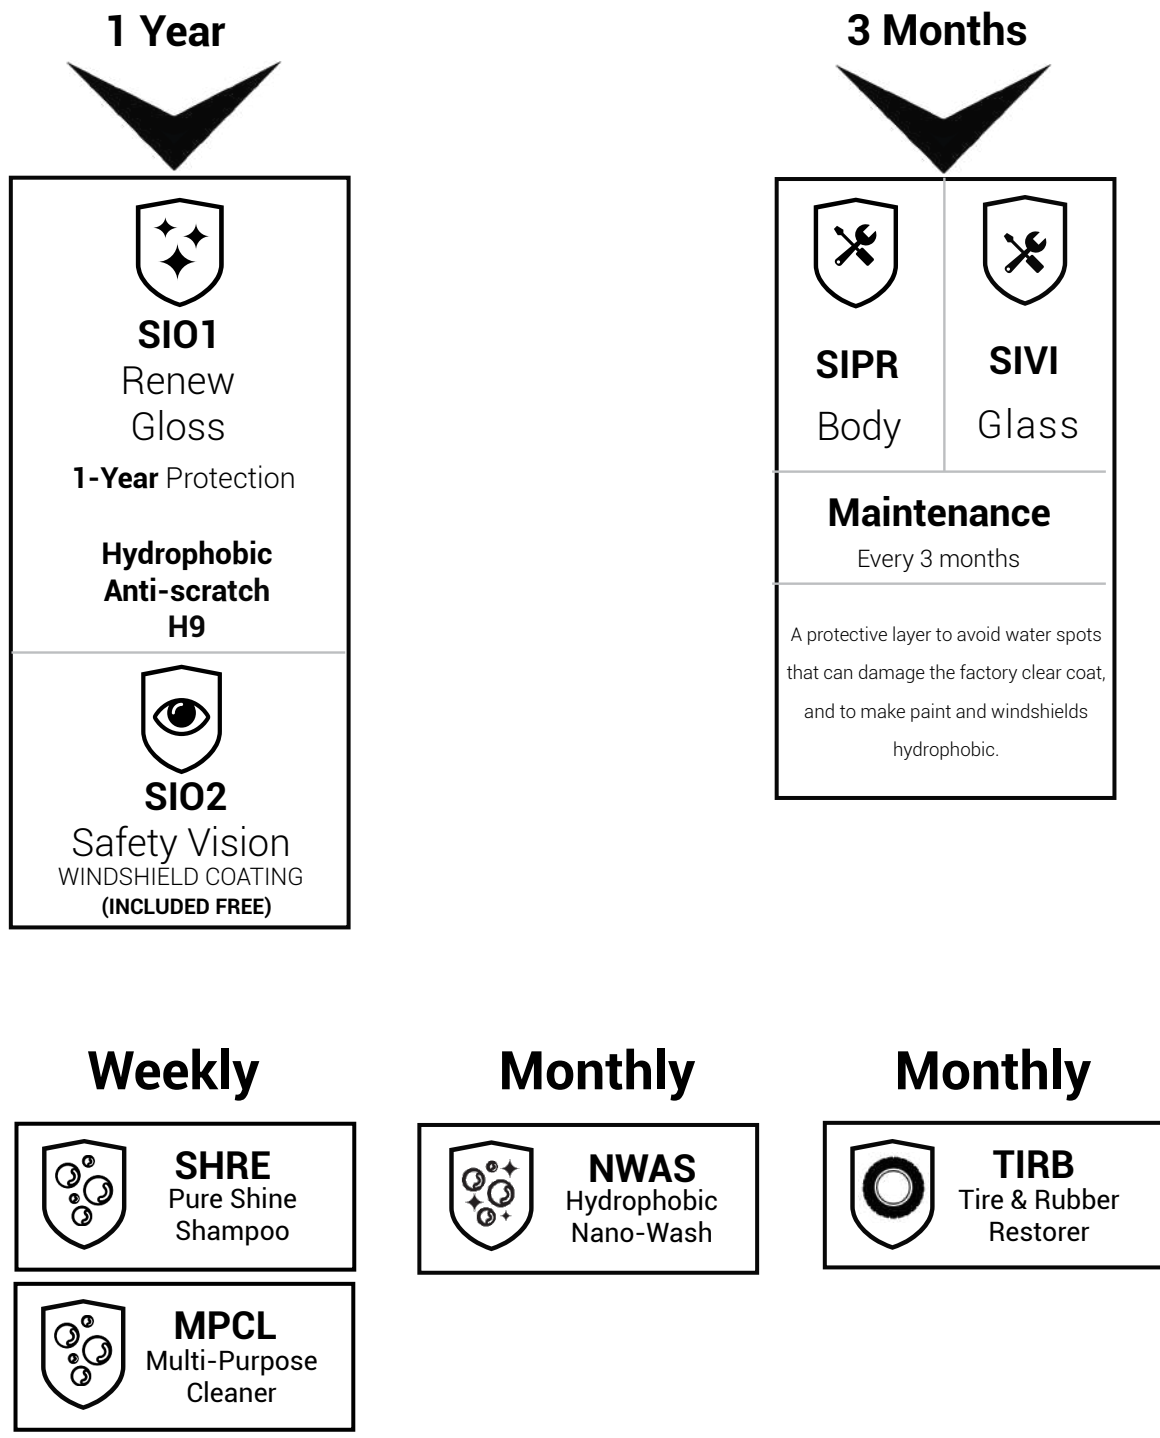 1 Year
SIO1
Renew
Gloss
1-Year Protection
Hydrophobic
Anti-scratch
H9
SIO2
Safety Vision
WINDSHIELD COATING
(INCLUDED FREE)
3 Months
SIPR
Body
SIVI
Glass
Maintenance
Every 3 months
A protective layer to avoid water spots
that can damage the factory clear coat,
and to make paint and windshields
hydrophobic.
Weekly
SHRE
Pure Shine
Shampoo
MPCL
Multi-Purpose
Cleaner
Monthly
NWAS
Hydrophobic
Nano-Wash
Monthly
TIRB
Tire & Rubber
Restorer